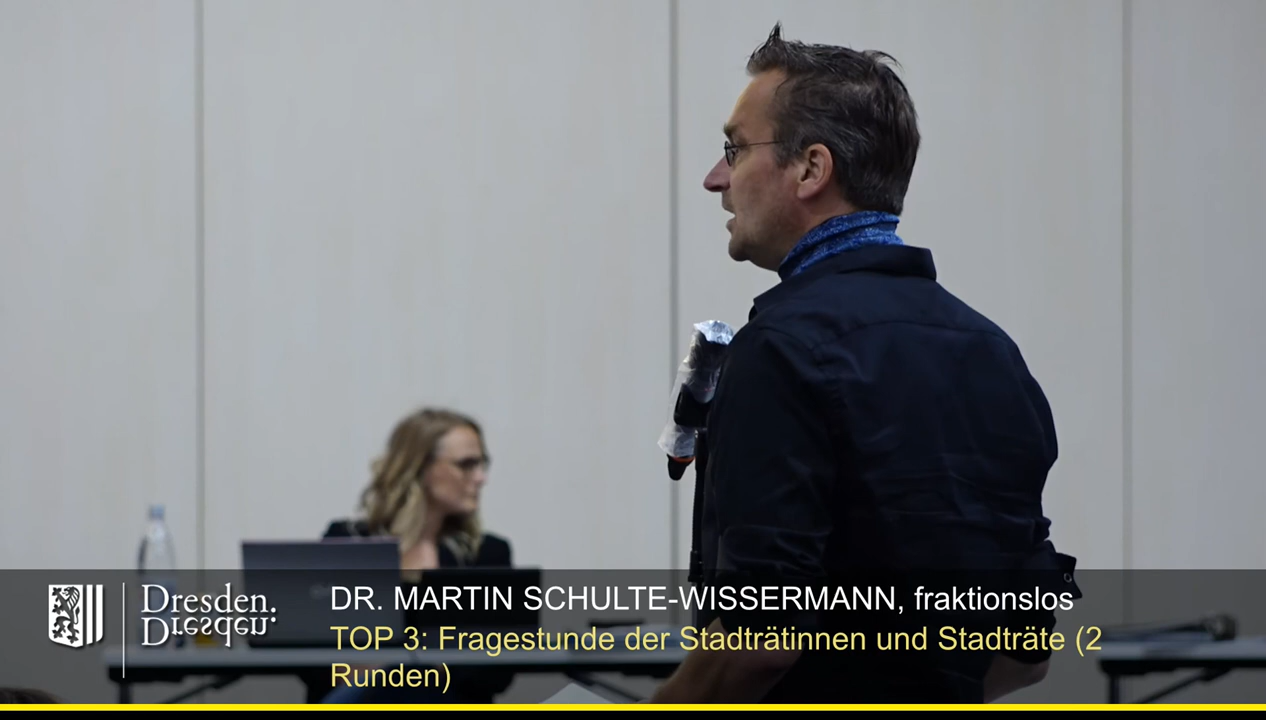 Dresden.
Dresden.
DR. MARTIN SCHULTE-WISSERMANN, fraktionslos
TOP 3: Fragestunde der Stadträtinnen und Stadträte (2
Runden)